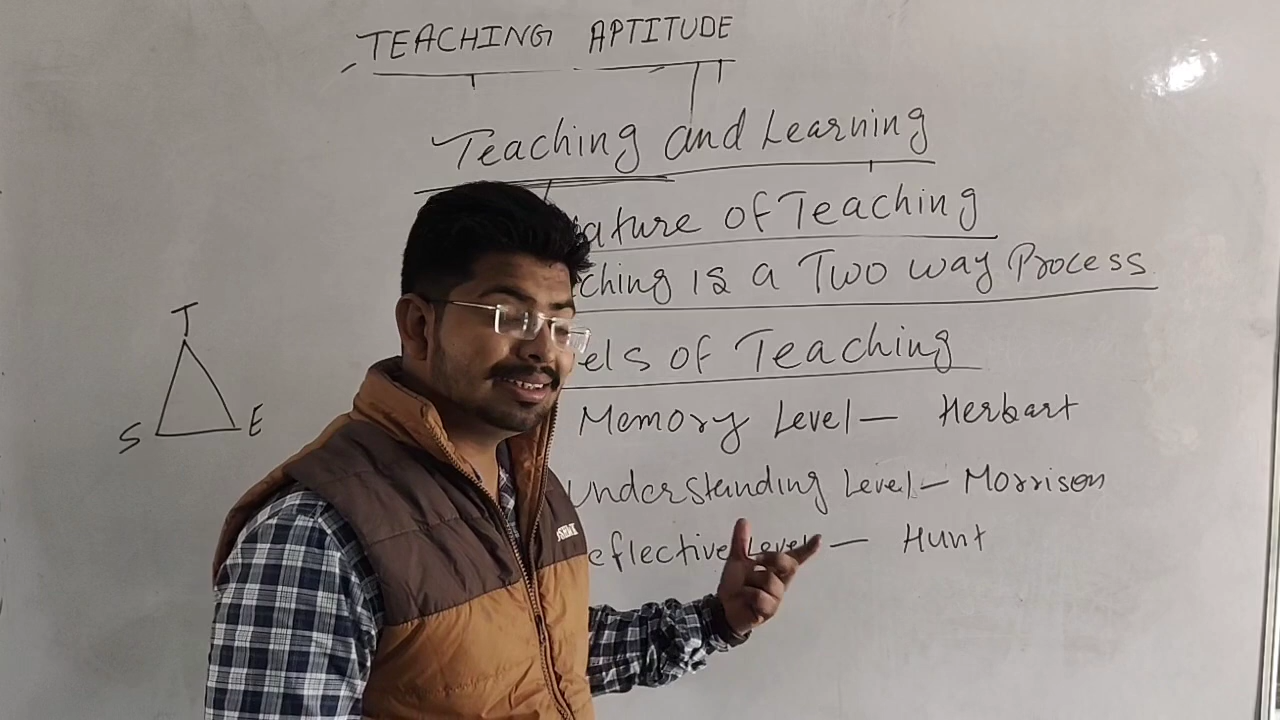 TEACHING APTITUDE
Teaching and Learning
ature of Teaching
ching is a Two way Process
els of Teaching
Memory Level — Herbart
Understanding Level — Morrison
eflective Level — Hunt
T
S E